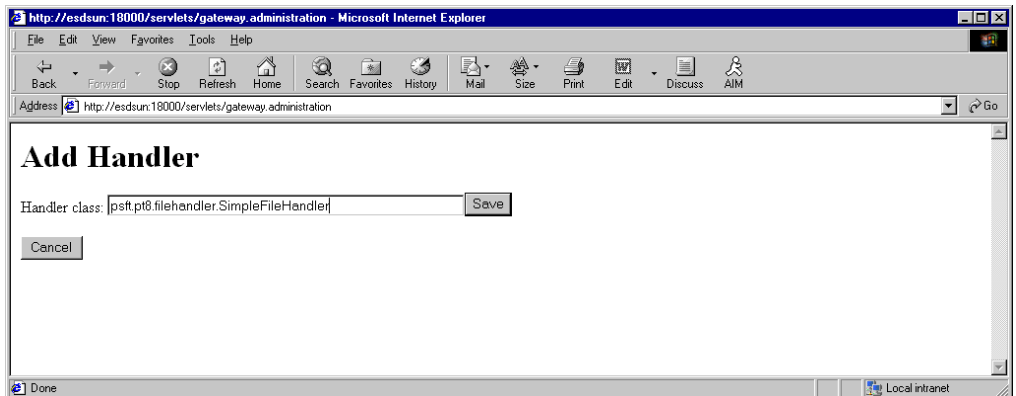 http://esdsun:18000/servlets/gateway.administration - Microsoft Internet Explorer
File Edit View Favorites Tools Help
Back Forward Stop Refresh Home Search Favorites History Mail Size Print Edit Discuss AIM
Address http://esdsun:18000/servlets/gateway.administration Go
Add Handler
Handler class: psft.pt8.filehandler.SimpleFileHandler Save
Cancel
Done Local intranet